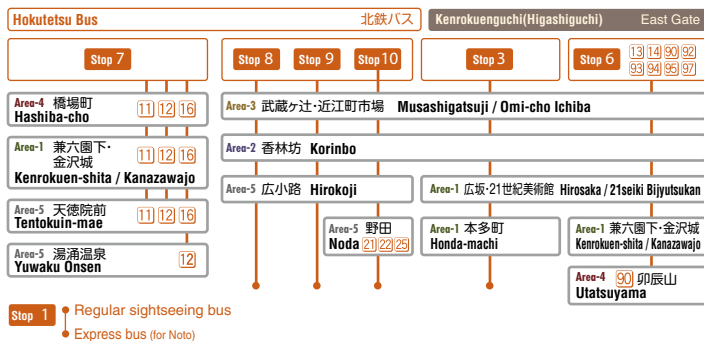 Hokutetsu Bus 北鉄バス
Kenrokuenguchi(Higashiguchi) East Gate
Stop 7
Stop 8
Stop 9
Stop10
Stop 3
Stop 6
13 14 90 92
93 94 95 97
Area-4 橋場町
Hashiba-cho
11 12 16
Area-1 兼六園下・
金沢城
11 12 16
Kenrokuen-shita / Kanazawajo
Area-5 天徳院前
Tentokuin-mae
11 12 16
Area-5 湯涌温泉
Yuwaku Onsen
12
Area-3 武蔵ヶ辻・近江町市場 Musashigatsuji / Omi-cho Ichiba
Area-2 香林坊 Korinbo
Area-5 広小路 Hirokoji
Area-1 広坂・21世紀美術館 Hirosaka / 21seiki Bijyutsukan
Area-5 野田
Noda 21 22 25
Area-1 本多町
Honda-machi
Area-1 兼六園下・金沢城
Kenrokuen-shita / Kanazawajo
Area-4 90 卯辰山
Utatsuyama
Stop 1
Regular sightseeing bus
Express bus (for Noto)